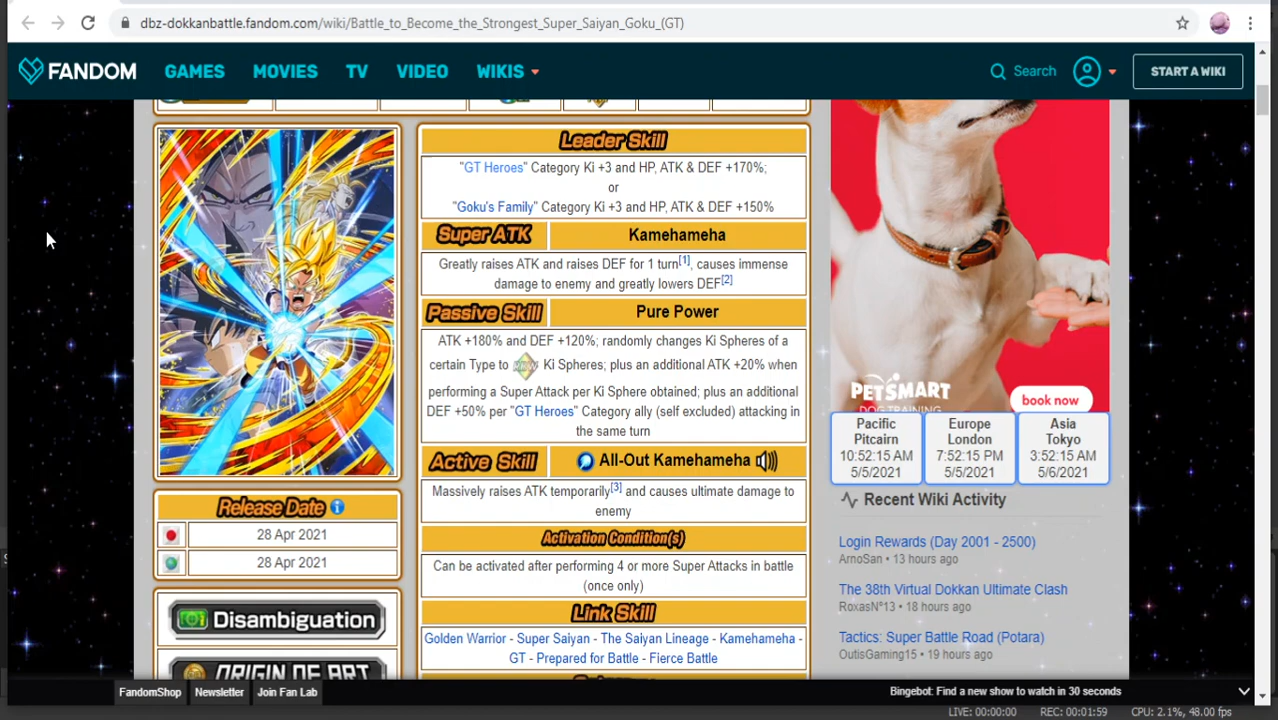 dbz-dokkanbattle.fandom.com/wiki/Battle_to_Become_the_Strongest_Super_Saiyan_Goku_(GT)
FANDOM GAMES MOVIES TV VIDEO WIKIS Search START A WIKI
Leader Skill
"GT Heroes" Category Ki +3 and HP, ATK & DEF +170%;
or
"Goku's Family" Category Ki +3 and HP, ATK & DEF +150%
Super ATK Kamehameha
Greatly raises ATK and raises DEF for 1 turn[1], causes immense
damage to enemy and greatly lowers DEF[2]
Passive Skill Pure Power
ATK +180% and DEF +120%; randomly changes Ki Spheres of a
certain Type to Ki Spheres; plus an additional ATK +20% when
performing a Super Attack per Ki Sphere obtained; plus an additional
DEF +50% per "GT Heroes" Category ally (self excluded) attacking in
the same turn
Active Skill All-Out Kamehameha
Massively raises ATK temporarily[3] and causes ultimate damage to
enemy
Activation Condition(s)
Can be activated after performing 4 or more Super Attacks in battle
(once only)
Link Skill
Golden Warrior - Super Saiyan - The Saiyan Lineage - Kamehameha -
GT - Prepared for Battle - Fierce Battle
Release Date
28 Apr 2021
28 Apr 2021
Disambiguation
ORIGIN OF ART
PETSMART
DOG TRAINING
book now
Pacific
Pitcairn
10:52:15 AM
5/5/2021
Europe
London
7:52:15 PM
5/5/2021
Asia
Tokyo
3:52:15 AM
5/6/2021
Recent Wiki Activity
Login Rewards (Day 2001 - 2500)
ArnoSan • 13 hours ago
The 38th Virtual Dokkan Ultimate Clash
RoxasN°13 • 18 hours ago
Tactics: Super Battle Road (Potara)
OutisGaming15 • 19 hours ago
FandomShop Newsletter Join Fan Lab
Bingebot: Find a new show to watch in 30 seconds
LIVE: 00:00:00 REC: 00:01:59 CPU: 2.1%, 48.00 fps